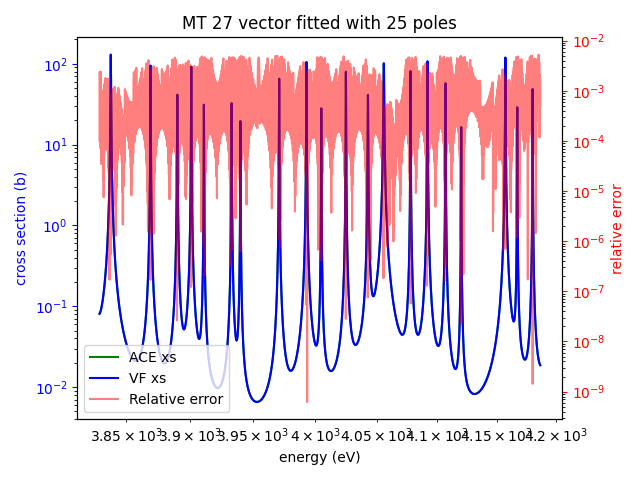 MT 27 vector fitted with 25 poles
cross section (b)
10²
10¹
10⁰
10⁻¹
10⁻²
10⁻²
10⁻³
10⁻⁴
10⁻⁵
10⁻⁶
10⁻⁷
10⁻⁸
10⁻⁹
relative error
ACE xs
VF xs
Relative error
3.85 × 10³ 3.9 × 10³ 3.95 × 10³ 4 × 10³ 4.05 × 10³ 4.1 × 10³ 4.15 × 10³ 4.2 × 10³
energy (eV)